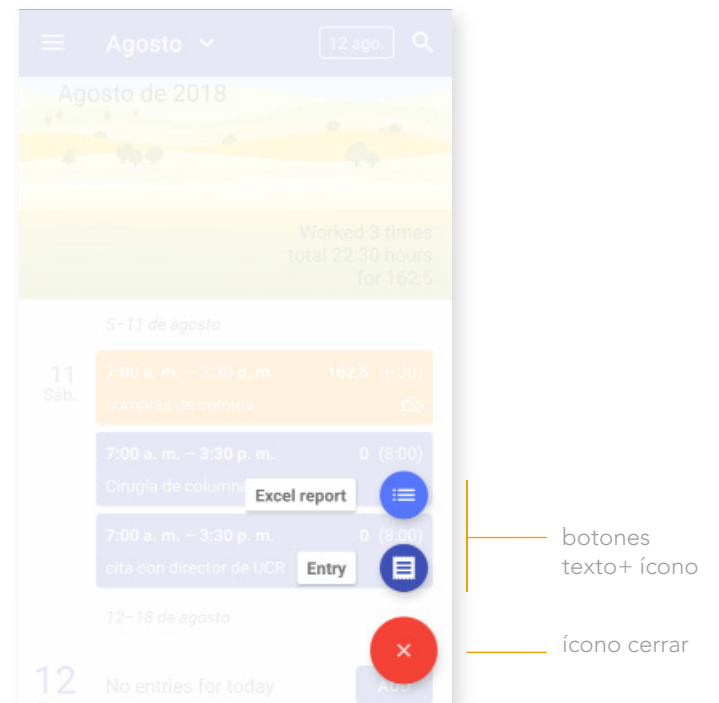 Agosto
12 ago.
Agosto de 2018
Worked 3 times
total 22:30 hours
for 162,5
5–11 de agosto
11
Sáb.
7:00 a. m. – 3:30 p. m. 162,5 (6:30)
compras de comida
7:00 a. m. – 3:30 p. m. 0 (8:00)
Cirugía de column
Excel report
7:00 a. m. – 3:30 p. m. 0 (8:00)
cita con director de UCR
Entry
12–18 de agosto
12
No entries for today
ADD
botones
texto+ ícono
ícono cerrar